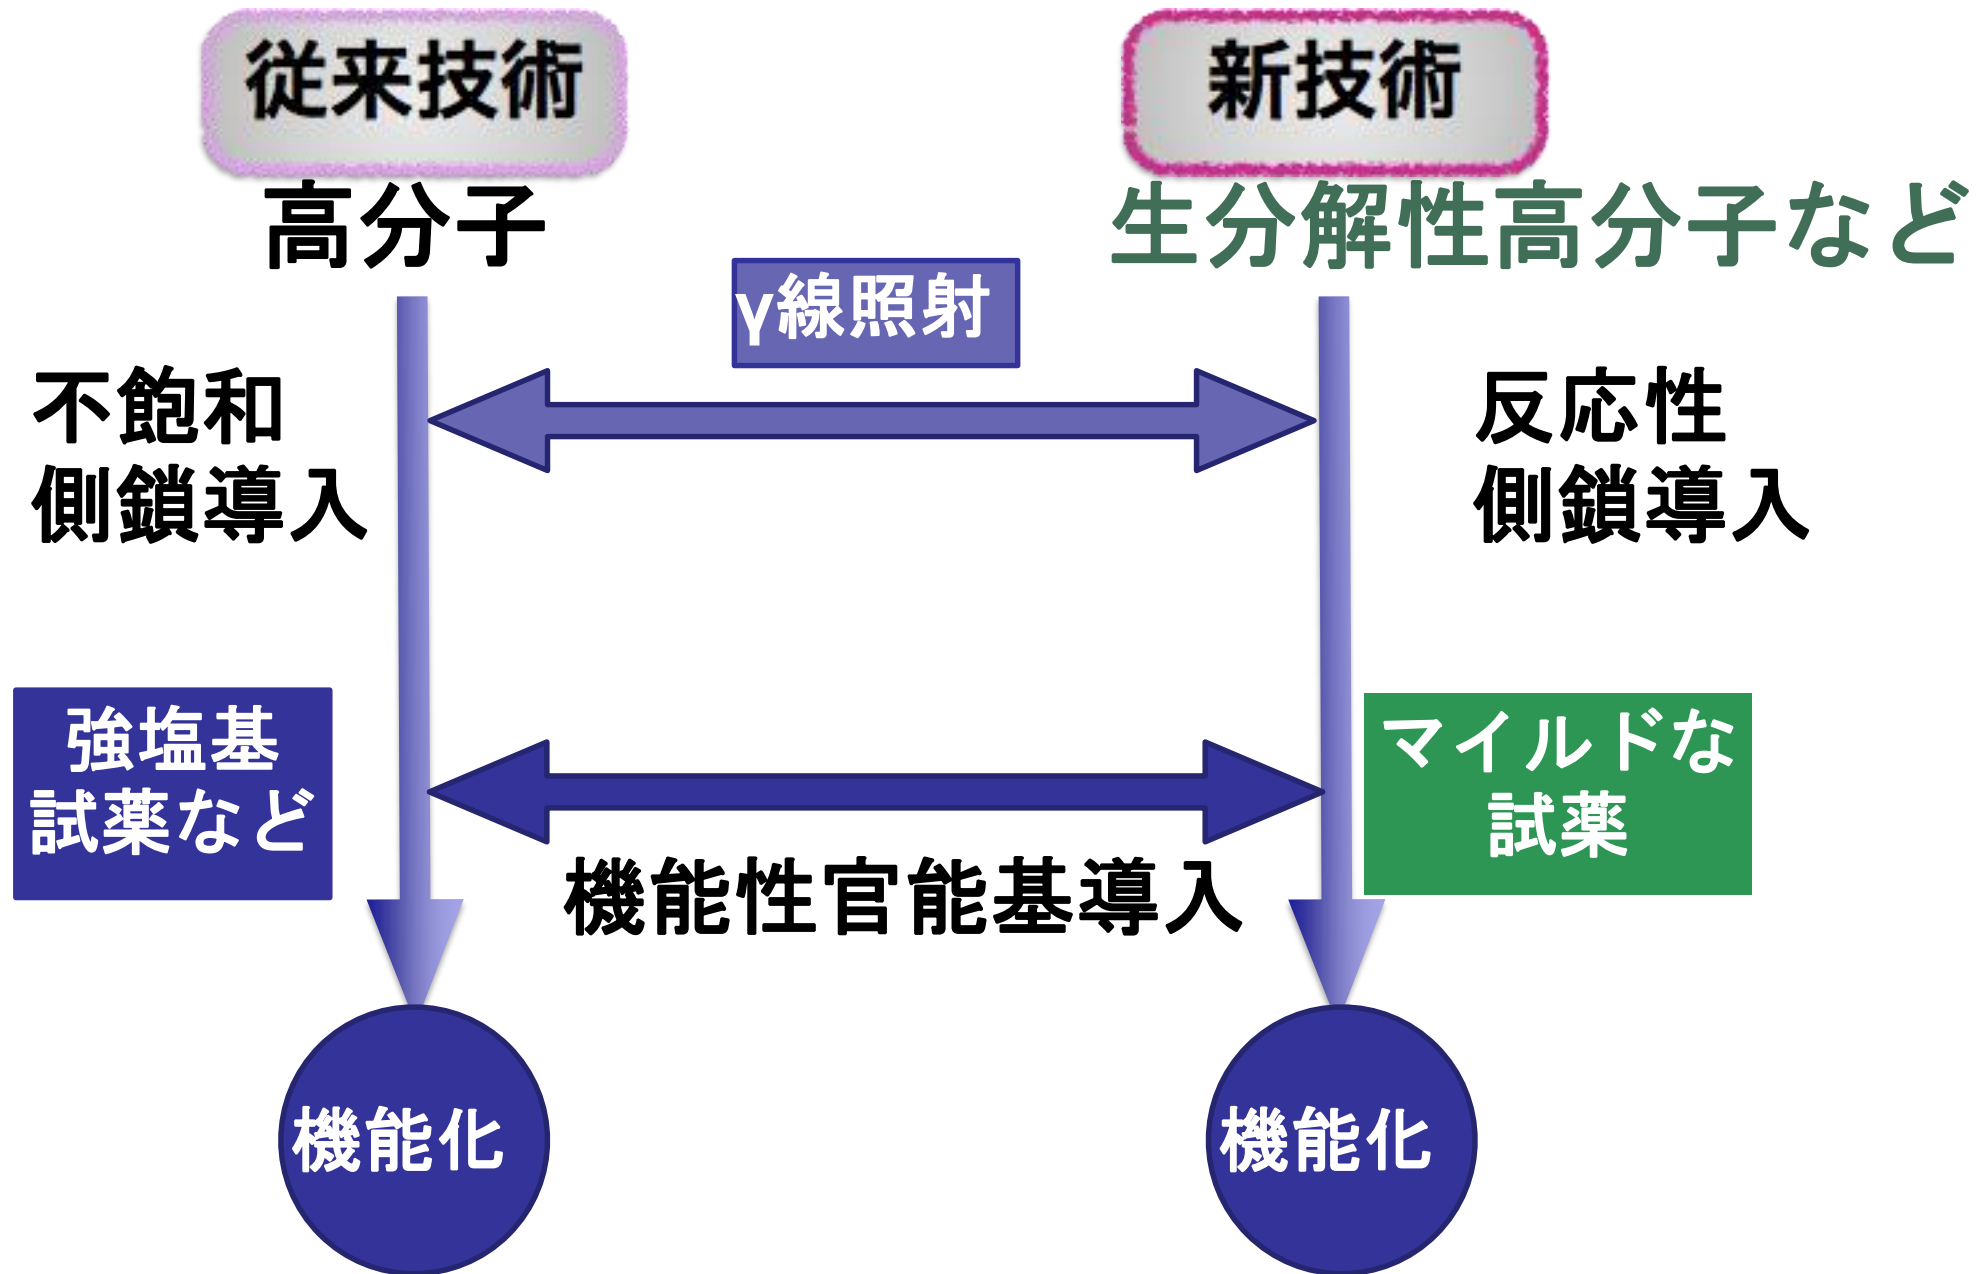 従来技術
新技術
高分子
生分解性高分子など
γ線照射
不飽和
側鎖導入
反応性
側鎖導入
強塩基
試薬など
マイルドな
試薬
機能性官能基導入
機能化
機能化